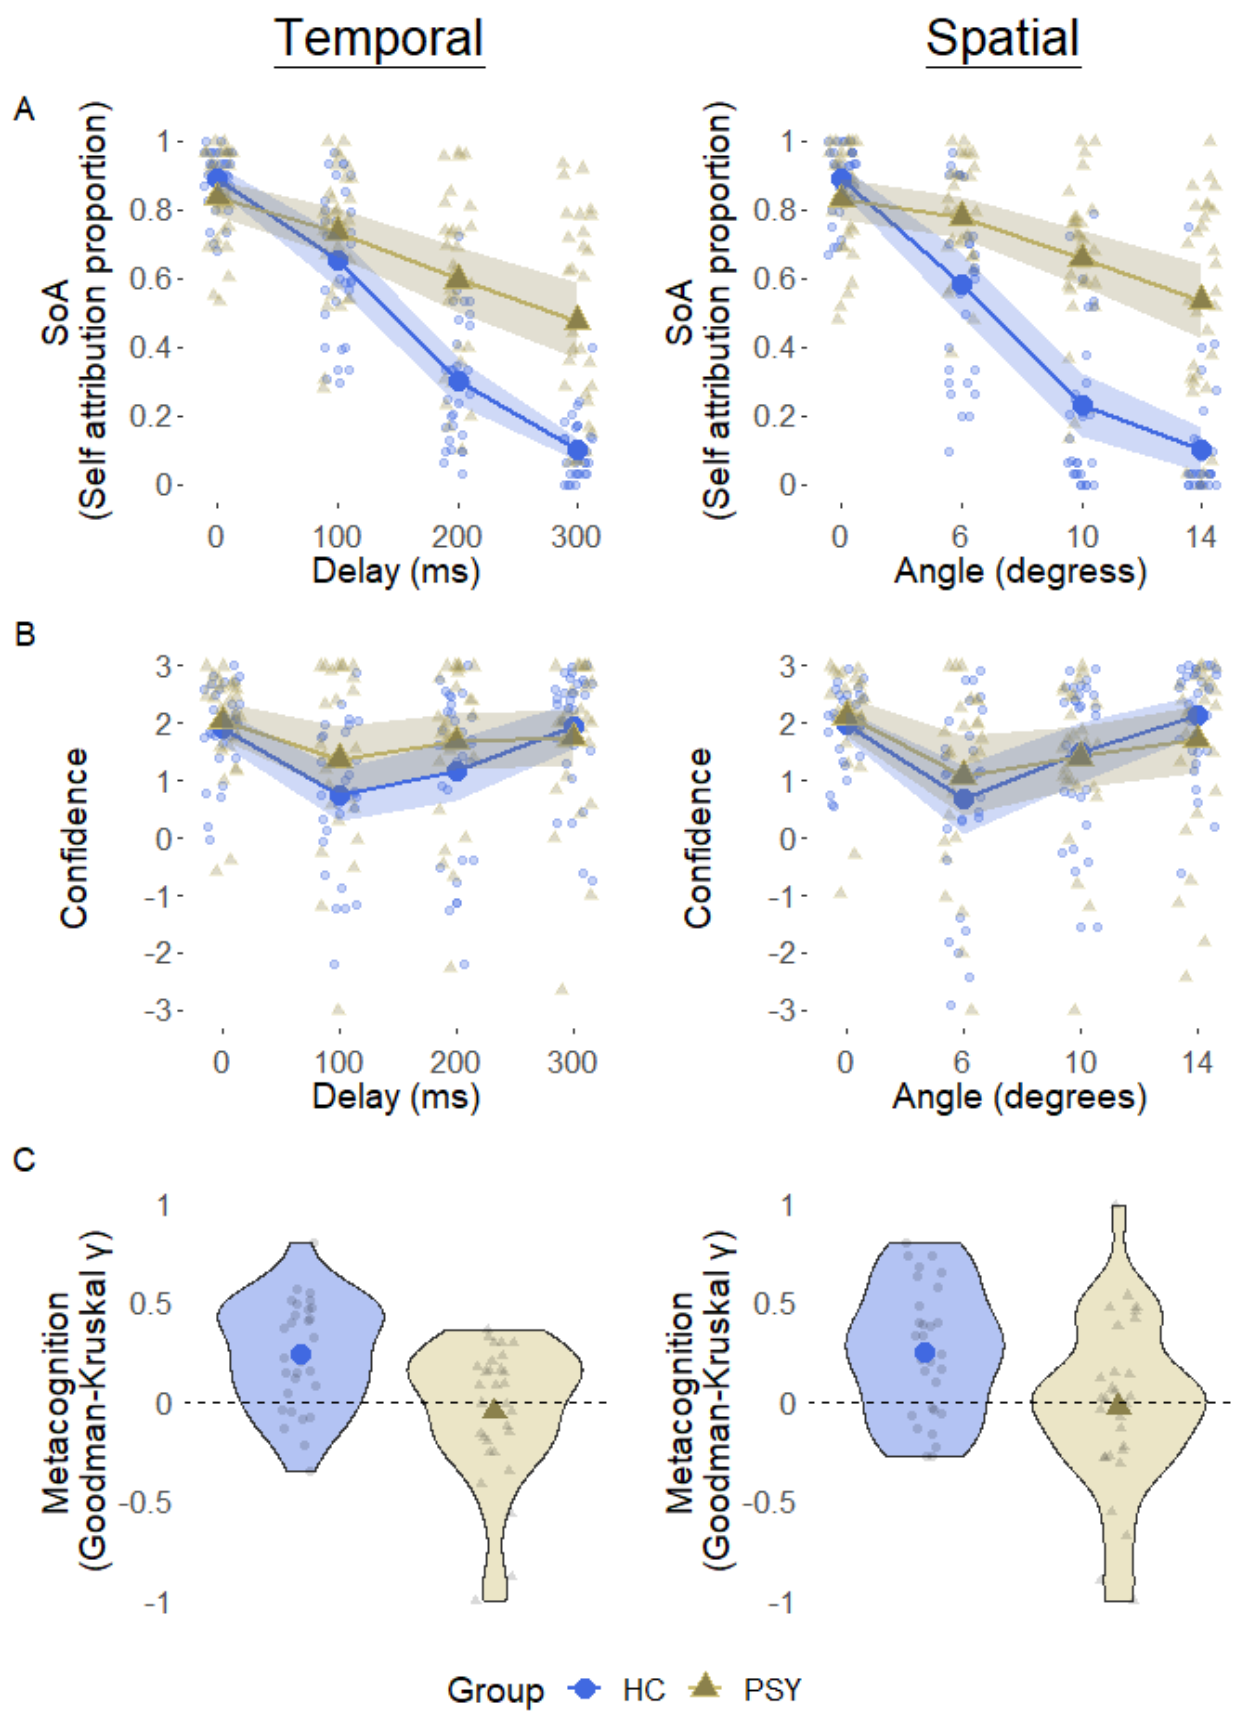 Temporal
Spatial
A
SoA
(Self attribution proportion)
1
0.8
0.6
0.4
0.2
0
0 100 200 300
Delay (ms)
SoA
(Self attribution proportion)
1
0.8
0.6
0.4
0.2
0
0 6 10 14
Angle (degress)
B
Confidence
3
2
1
0
-1
-2
-3
0 100 200 300
Delay (ms)
Confidence
3
2
1
0
-1
-2
-3
0 6 10 14
Angle (degrees)
C
Metacognition
(Goodman-Kruskal γ)
1
0.5
0
-0.5
-1
Metacognition
(Goodman-Kruskal γ)
1
0.5
0
-0.5
-1
Group HC PSY